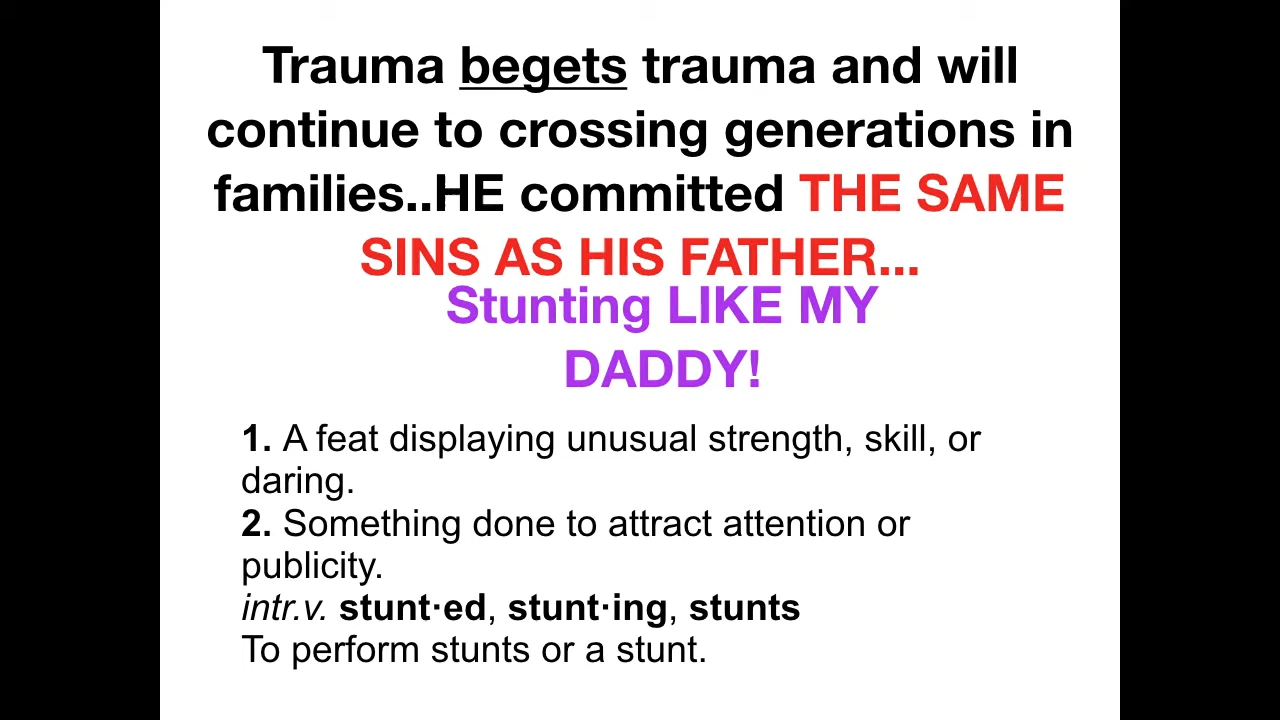 Trauma begets trauma and will
continue to crossing generations in
families..HE committed THE SAME
SINS AS HIS FATHER...
Stunting LIKE MY
DADDY!
1. A feat displaying unusual strength, skill, or
daring.
2. Something done to attract attention or
publicity.
intr.v. stunt·ed, stunt·ing, stunts
To perform stunts or a stunt.